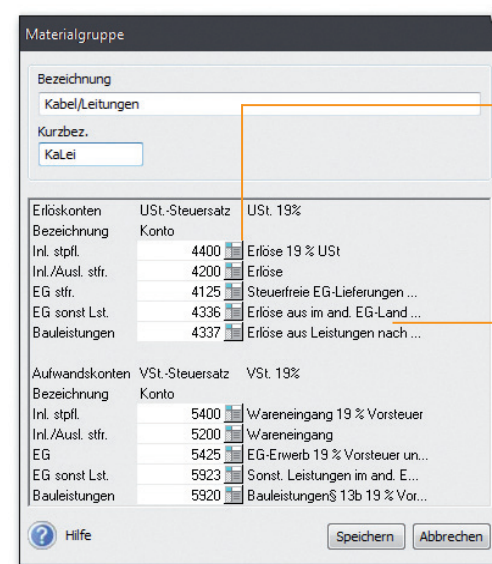 Materialgruppe
Bezeichnung
Kabel/Leitungen
Kurzbez.
KaLei
Erlöskonten USt.-Steuersatz USt. 19%
Bezeichnung Konto
Inl. stpfl. 4400 Erlöse 19 % USt
Inl./Ausl. stfr. 4200 Erlöse
EG stfr. 4125 Steuerfreie EG-Lieferungen ...
EG sonst Lst. 4336 Erlöse aus im and. EG-Land ...
Bauleistungen 4337 Erlöse aus Leistungen nach ...
Aufwandskonten VSt.-Steuersatz VSt. 19%
Bezeichnung Konto
Inl. stpfl. 5400 Wareneingang 19 % Vorsteuer
Inl./Ausl. stfr. 5200 Wareneingang
EG 5425 EG-Erwerb 19 % Vorsteuer un...
EG sonst Lst. 5923 Sonst. Leistungen im and. E...
Bauleistungen 5920 Bauleistungen§ 13b 19 % Vor...
Hilfe Speichern Abbrechen